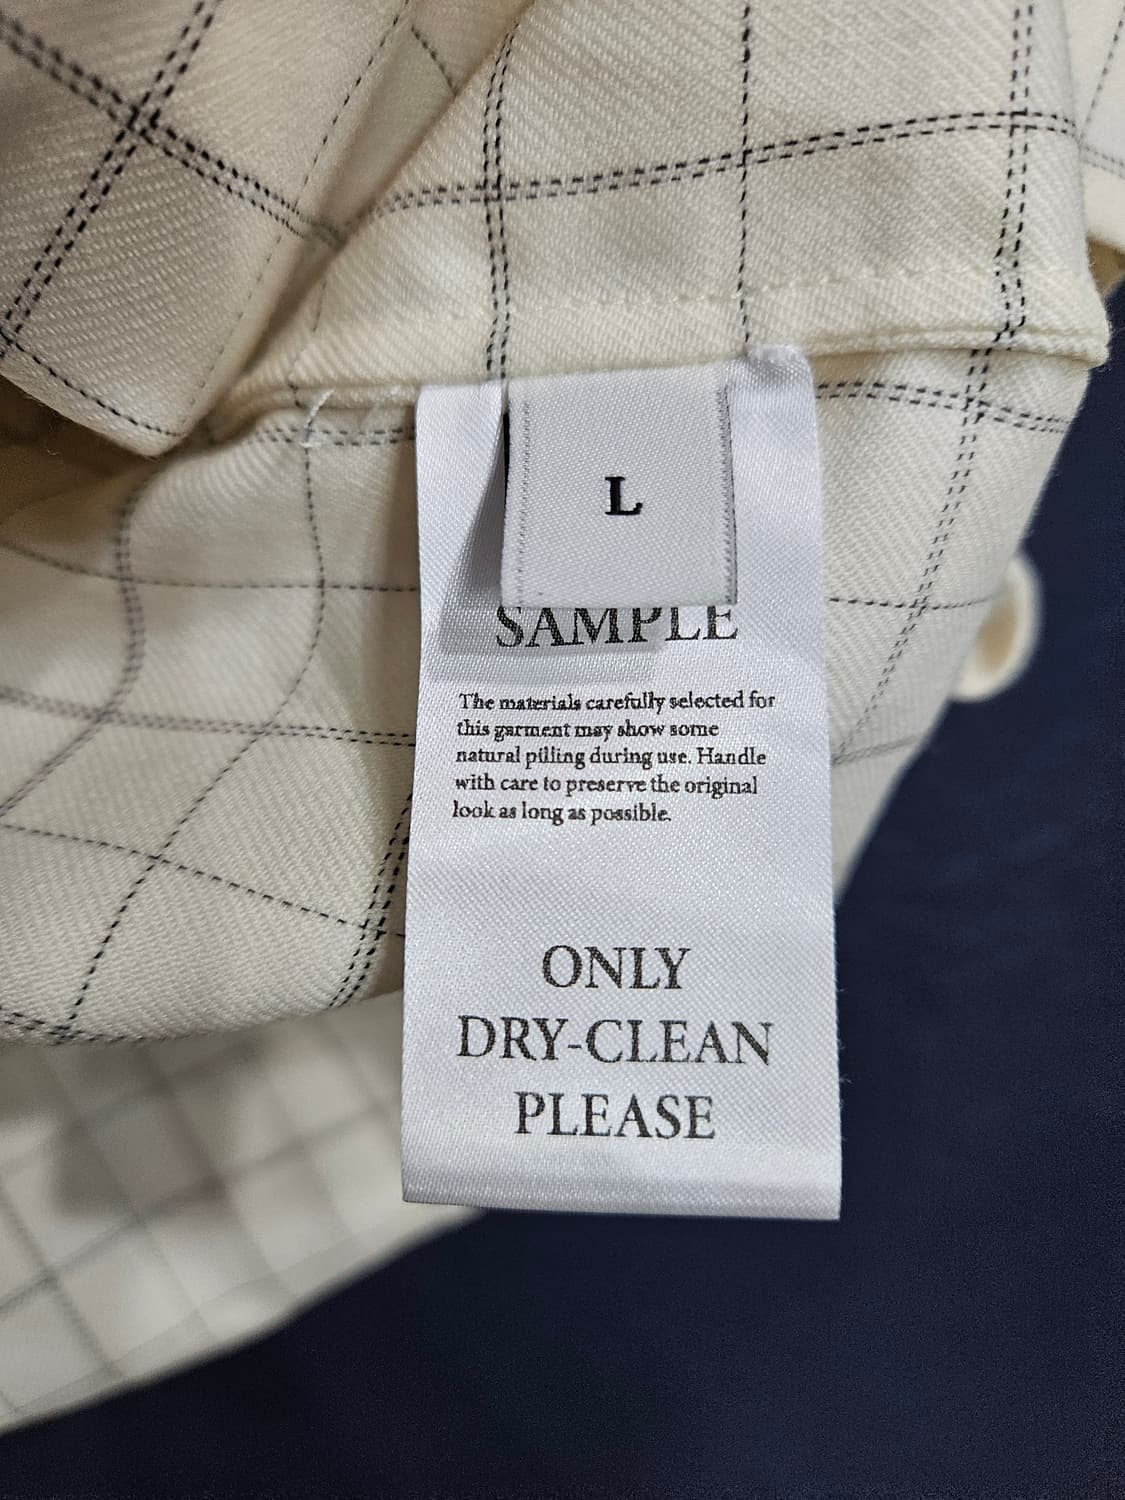 L
SAMPLE
The materials carefully selected for
this garment may show some
natural pilling during use. Handle
with care to preserve the original
look as long as possible.
ONLY
DRY-CLEAN
PLEASE